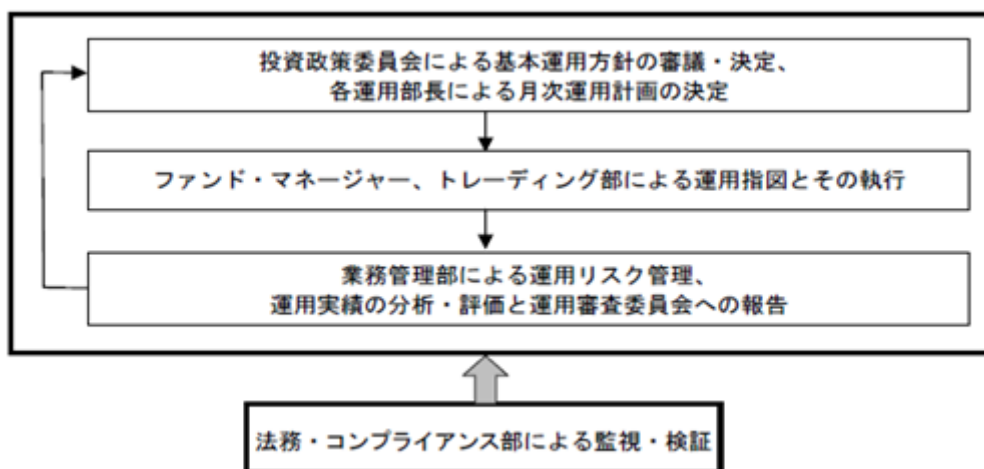 投資政策委員会による基本運用方針の審議・決定、
各運用部長による月次運用計画の決定
ファンド・マネージャー、トレーディング部による運用指図とその執行
業務管理部による運用リスク管理、
運用実績の分析・評価と運用審査委員会への報告
法務・コンプライアンス部による監視・検証